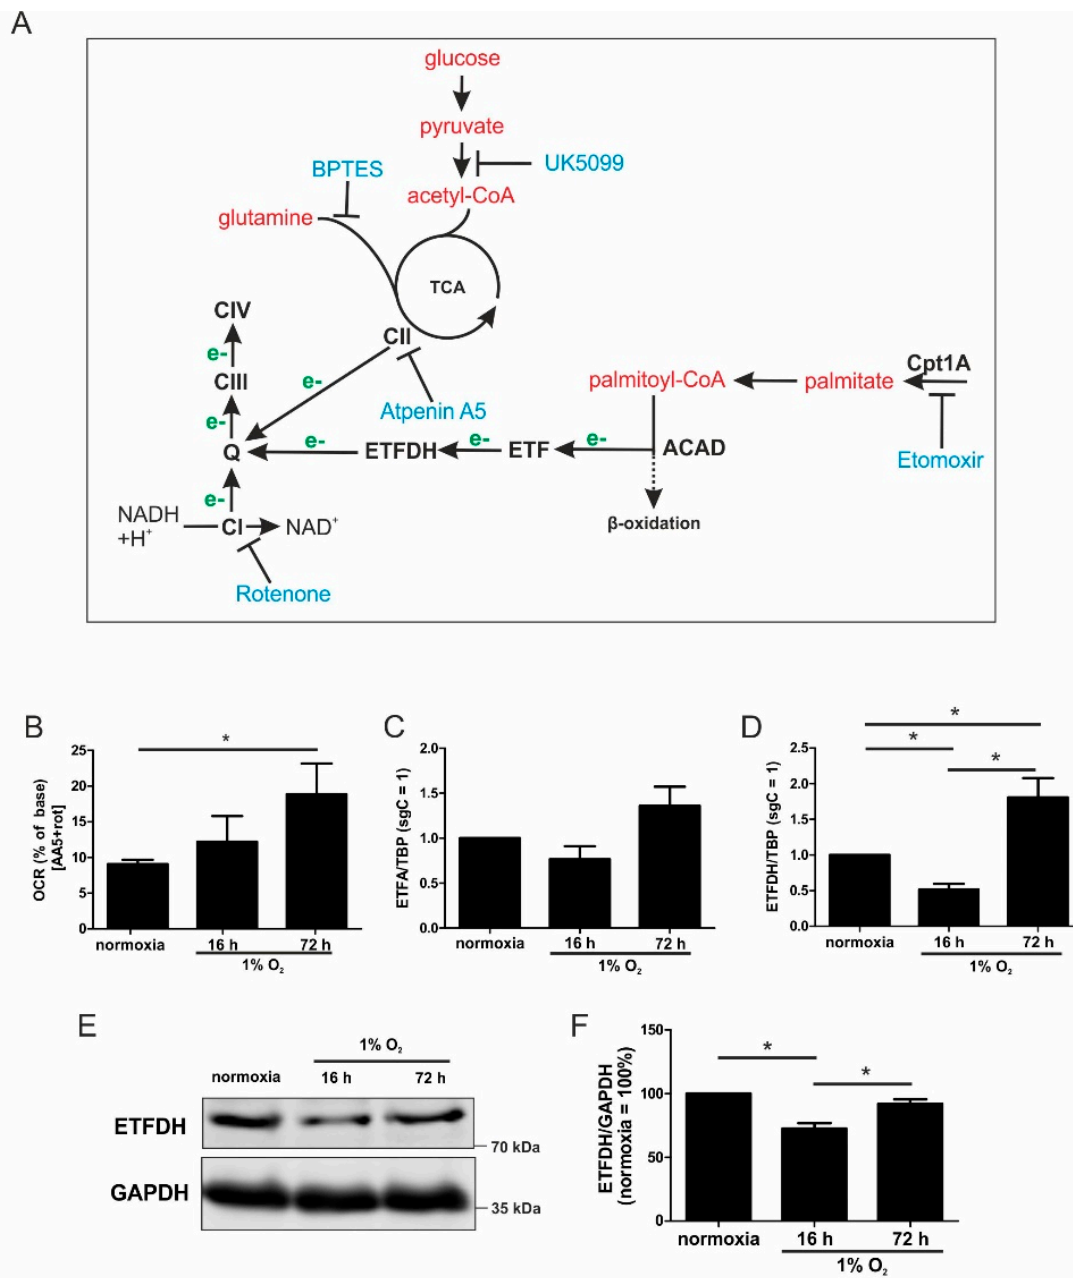 A
glucose
pyruvate
BPTES
UK5099
acetyl-CoA
glutamine
TCA
CIV
CII
e-
CIII
e-
palmitoyl-CoA
palmitate
Cpt1A
Atpenin A5
e-
Q
e-
ETFDH
e-
ETF
e-
ACAD
Etomoxir
e-
NADH
+H⁺
CI
NAD⁺
β-oxidation
Rotenone
B
OCR (% of base)
[AA5+rot]
25
20
15
10
5
0
*
normoxia
16 h
72 h
1% O₂
C
ETFA/TBP (sgC = 1)
2.0
1.5
1.0
0.5
0.0
normoxia
16 h
72 h
1% O₂
D
ETFDH/TBP (sgC = 1)
2.5
2.0
1.5
1.0
0.5
0.0
*
*
*
normoxia
16 h
72 h
1% O₂
E
1% O₂
normoxia
16 h
72 h
ETFDH
70 kDa
GAPDH
35 kDa
F
ETFDH/GAPDH
(normoxia = 100%)
150
100
50
0
*
*
normoxia
16 h
72 h
1% O₂